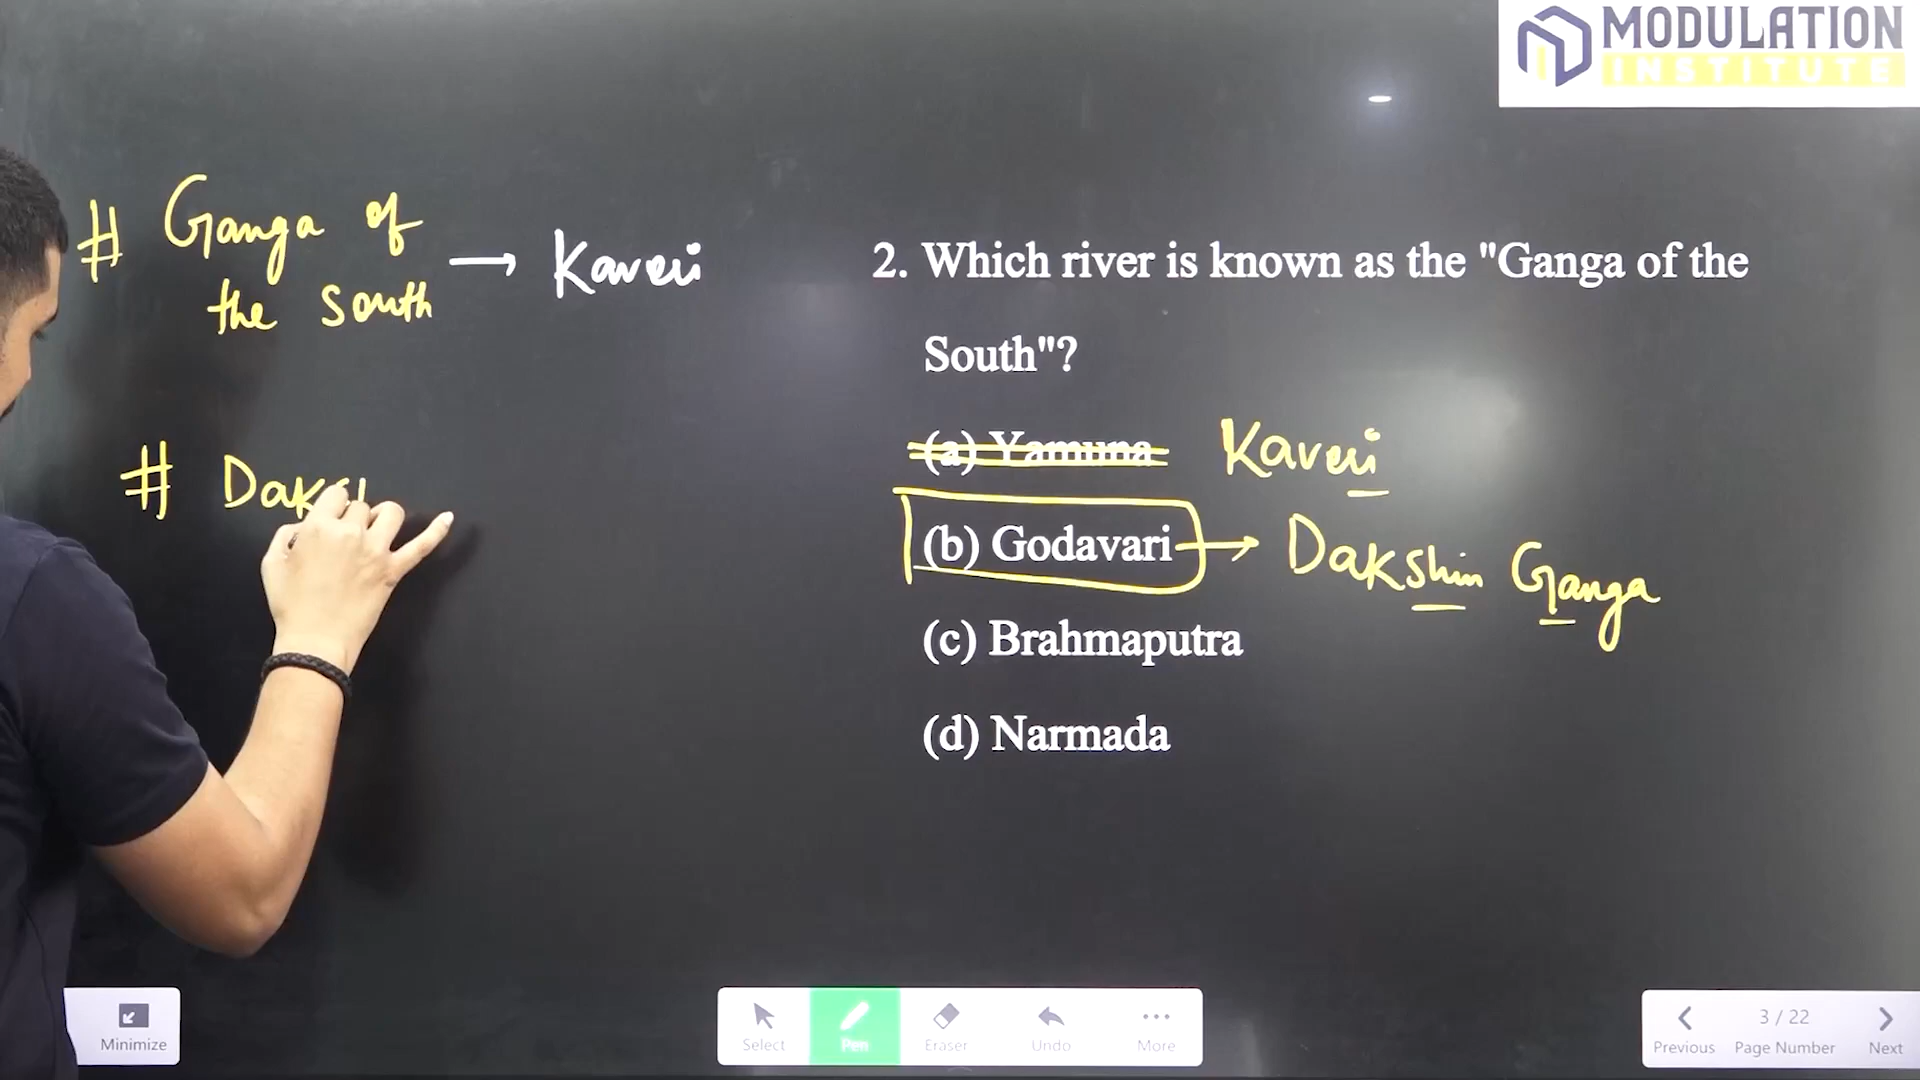 MODULATION
INSTITUTE
# Ganga of
the south → Kaveri
# Daksh
2. Which river is known as the "Ganga of the
South"?
(a) Yamuna Kaveri
(b) Godavari → Dakshin Ganga
(c) Brahmaputra
(d) Narmada
Minimize
Select Pen Eraser Undo More
3 / 22
Previous Page Number Next